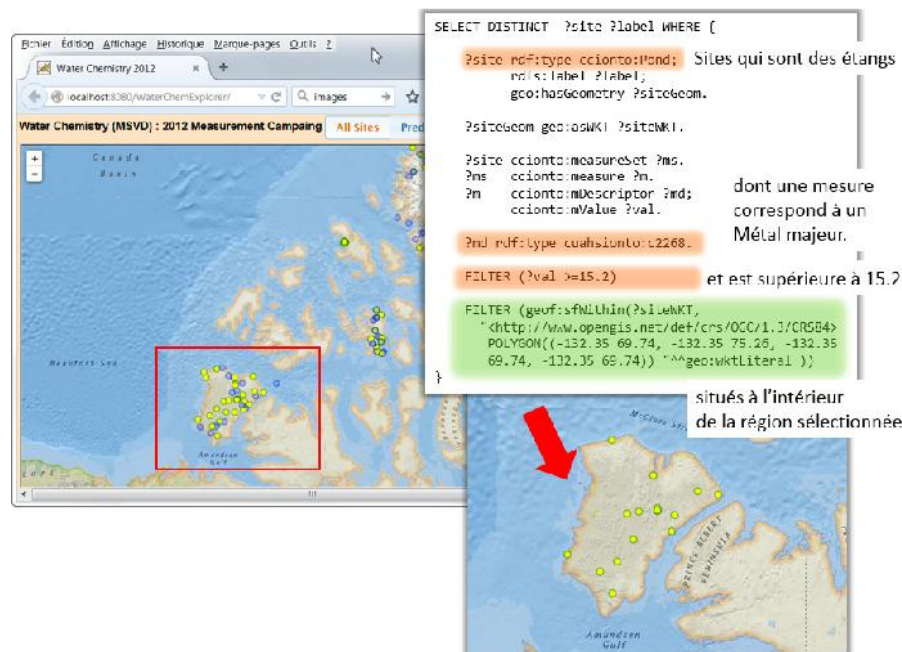 Fichier Édition Affichage Historique Marque-pages Outils ?
Water Chemistry 2012
localhost:8080/WaterChemExplorer/
images
Water Chemistry (MSVD) : 2012 Measurement Campaing
All Sites
Pred
Canada
Basin
Beaufort Sea
Amundsen
Gulf
SELECT DISTINCT ?site ?label WHERE {
?site rdf:type ccionto:Pond;
Sites qui sont des étangs
rdfs:label ?label;
geo:hasGeometry ?siteGeom.
?siteGeom geo:asWKT ?siteWKT.
?site ccionto:measureSet ?ms.
?ms ccionto:measure ?m.
?m ccionto:mDescriptor ?md;
ccionto:mValue ?val.
dont une mesure
correspond à un
Métal majeur.
?md rdf:type cuahsionto:c2268.
FILTER (?val >=15.2)
et est supérieure à 15.2
FILTER (geof:sfWithin(?siteWKT,
"<http://www.opengis.net/def/crs/OGC/1.3/CRS84>
POLYGON((-132.35 69.74, -132.35 75.26, -132.35
69.74, -132.35 69.74)) "^^geo:wktLiteral ))
}
situés à l'intérieur
de la région sélectionnée
M'Clure
PRINCE ALBERT
PENINSULA
Amundsen
Gulf